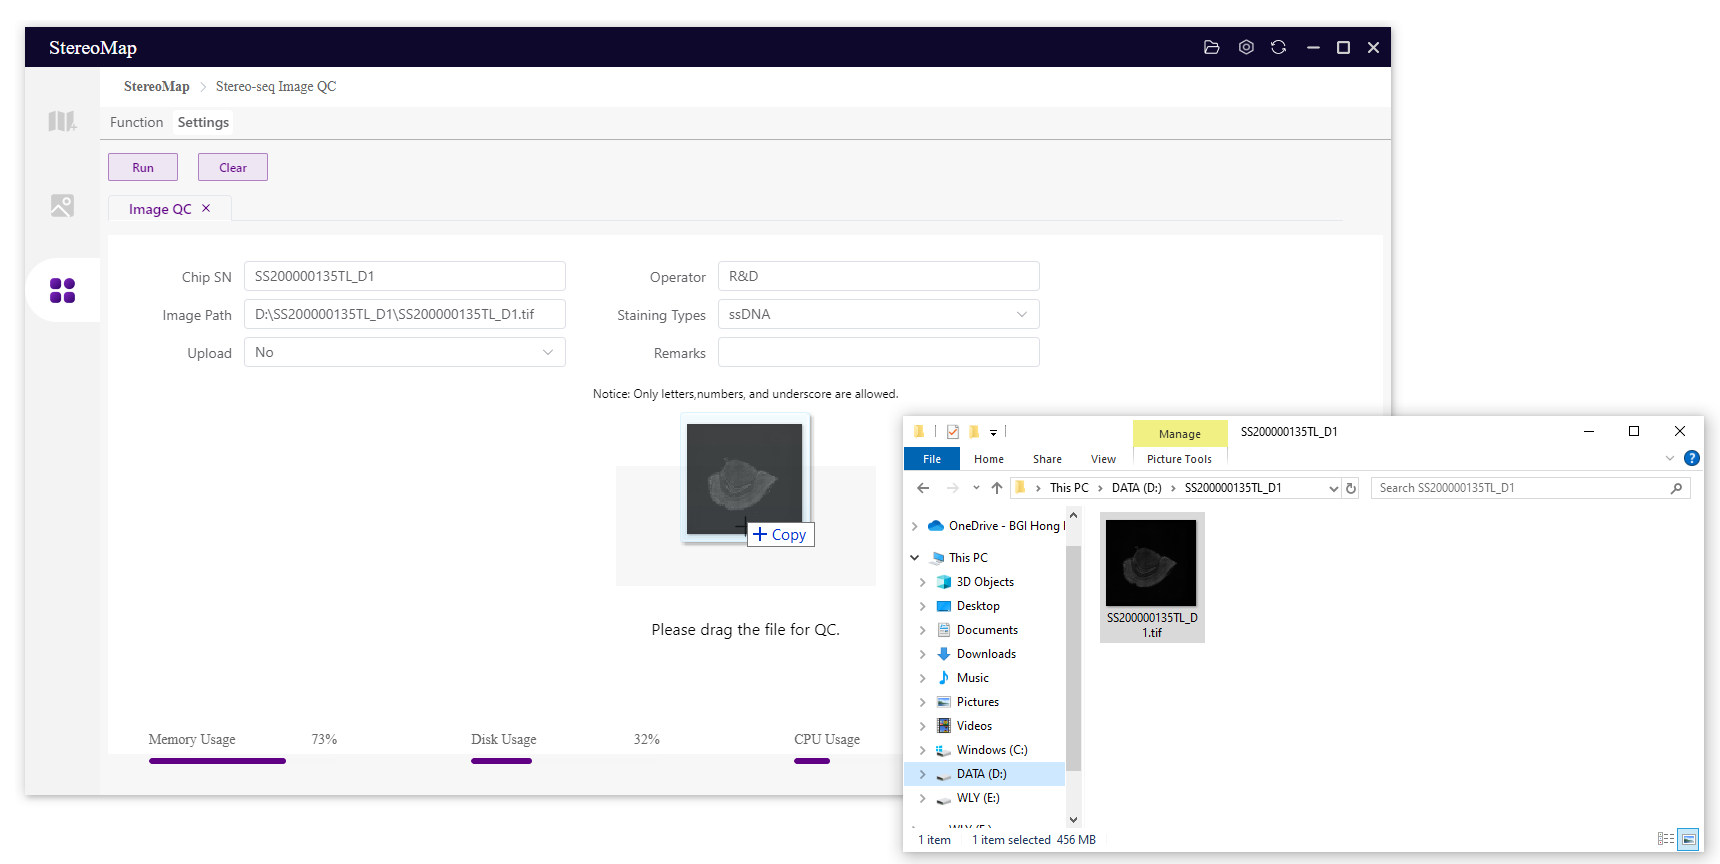 StereoMap
StereoMap > Stereo-seq Image QC
Function Settings
Run Clear
Image QC ×
Chip SN SS200000135TL_D1 Operator R&D
Image Path D:\SS200000135TL_D1\SS200000135TL_D1.tif Staining Types ssDNA
Upload No Remarks
Notice: Only letters,numbers, and underscore are allowed.
+ Copy
Please drag the file for QC.
Memory Usage 73% Disk Usage 32% CPU Usage
Manage SS200000135TL_D1
File Home Share View Picture Tools
This PC > DATA (D:) > SS200000135TL_D1 Search SS200000135TL_D1
OneDrive - BGI Hong
This PC
3D Objects
Desktop
Documents
Downloads
Music
Pictures
Videos
Windows (C:)
DATA (D:)
WLY (E:)
SS200000135TL_D
1.tif
1 item 1 item selected 456 MB